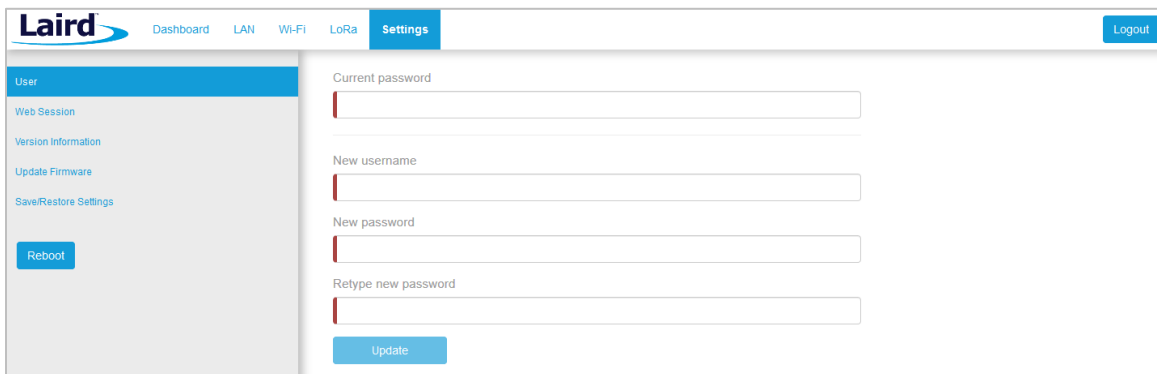 Laird™
Dashboard LAN Wi-Fi LoRa Settings Logout
User
Web Session
Version Information
Update Firmware
Save/Restore Settings
Reboot
Current password
New username
New password
Retype new password
Update